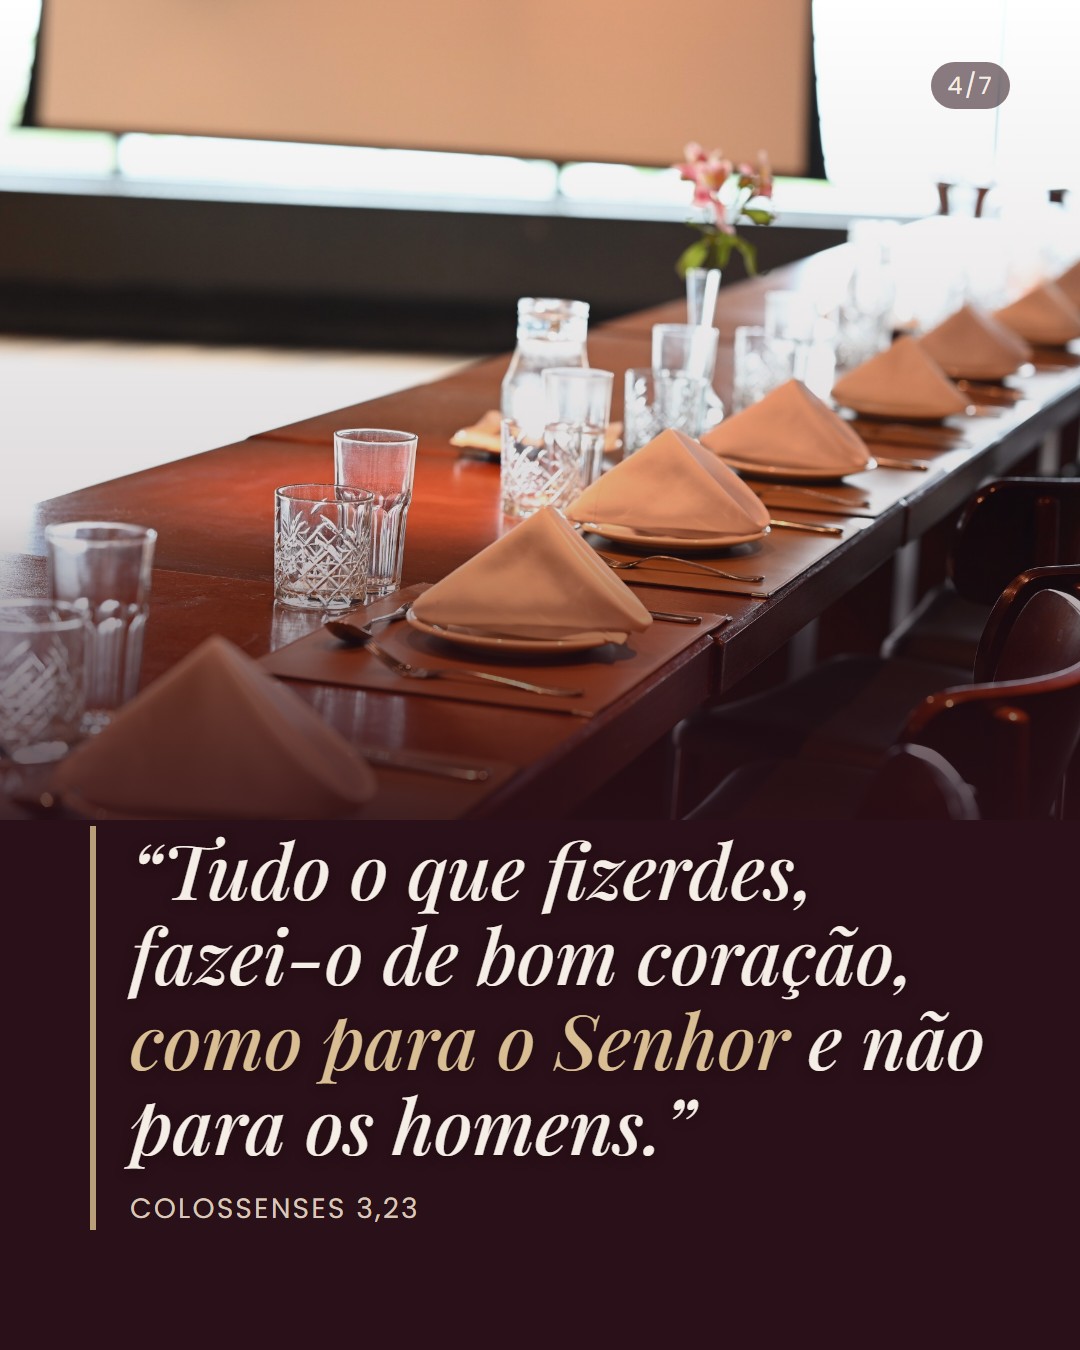 4/7
“Tudo o que fizerdes,
fazei-o de bom coração,
como para o Senhor e não
para os homens.”
COLOSSENSES 3,23